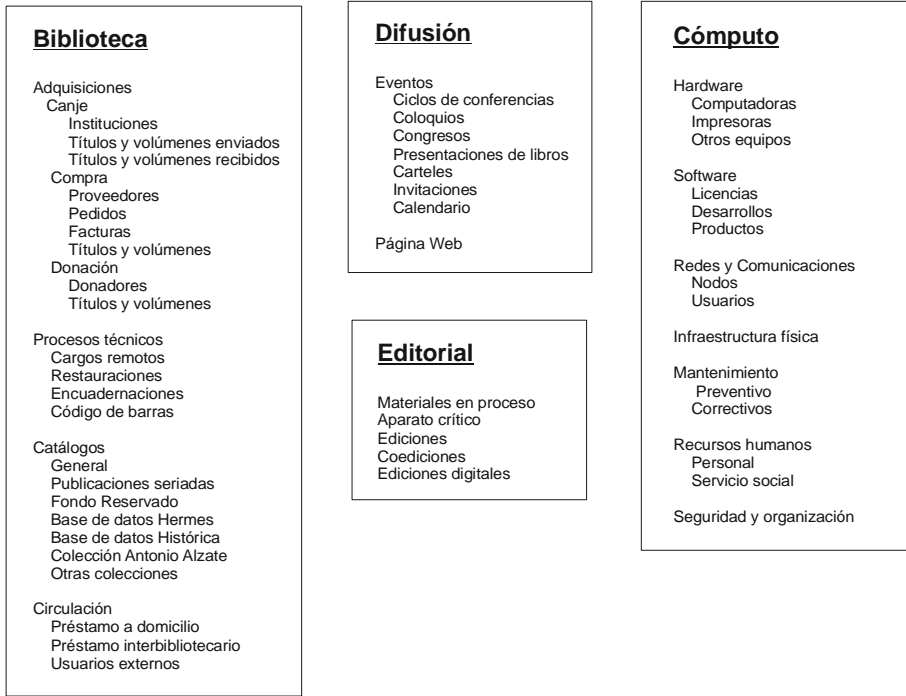 Biblioteca
Adquisiciones
Canje
Instituciones
Títulos y volúmenes enviados
Títulos y volúmenes recibidos
Compra
Proveedores
Pedidos
Facturas
Títulos y volúmenes
Donación
Donadores
Títulos y volúmenes
Procesos técnicos
Cargos remotos
Restauraciones
Encuadernaciones
Código de barras
Catálogos
General
Publicaciones seriadas
Fondo Reservado
Base de datos Hermes
Base de datos Histórica
Colección Antonio Alzate
Otras colecciones
Circulación
Préstamo a domicilio
Préstamo interbibliotecario
Usuarios externos
Difusión
Eventos
Ciclos de conferencias
Coloquios
Congresos
Presentaciones de libros
Carteles
Invitaciones
Calendario
Página Web
Editorial
Materiales en proceso
Aparato crítico
Ediciones
Coediciones
Ediciones digitales
Cómputo
Hardware
Computadoras
Impresoras
Otros equipos
Software
Licencias
Desarrollos
Productos
Redes y Comunicaciones
Nodos
Usuarios
Infraestructura física
Mantenimiento
Preventivo
Correctivos
Recursos humanos
Personal
Servicio social
Seguridad y organización